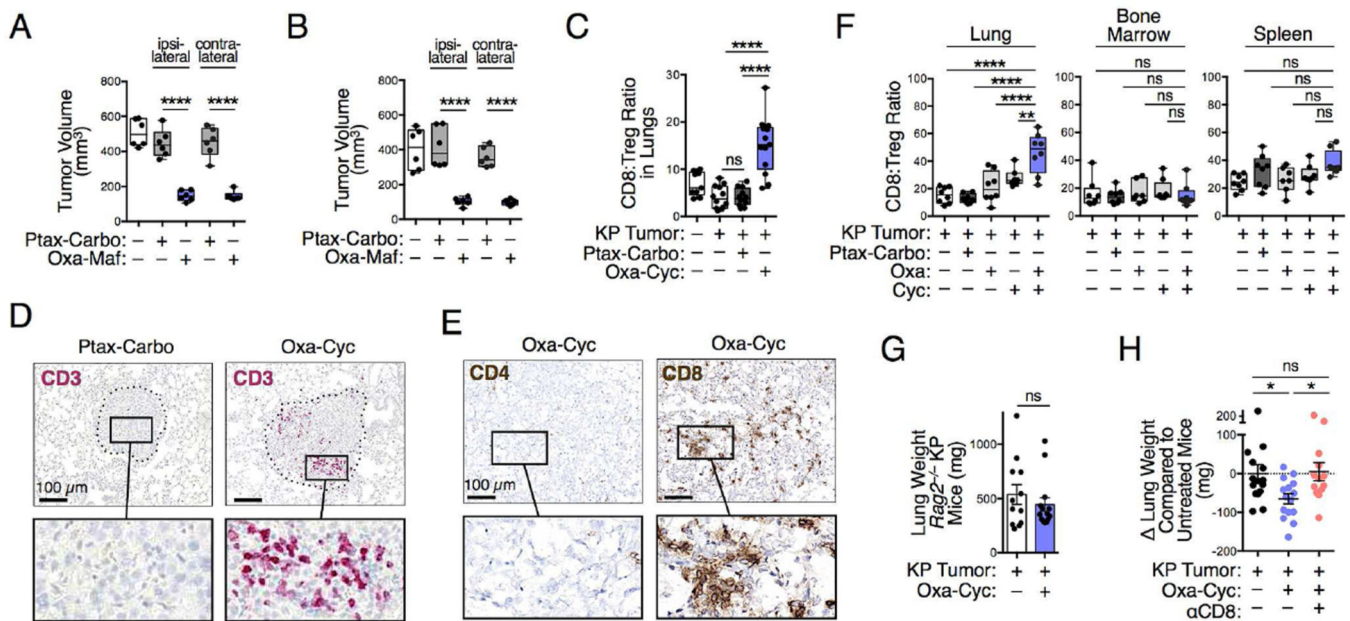 A
ipsi-
lateral
contra-
lateral
Tumor Volume
(mm³)
800
600
400
200
0
****
****
Ptax-Carbo: – + – + –
Oxa-Maf: – – + – +
B
ipsi-
lateral
contra-
lateral
Tumor Volume
(mm³)
800
600
400
200
0
****
****
Ptax-Carbo: – + – + –
Oxa-Maf: – – + – +
C
CD8:Treg Ratio
in Lungs
30
20
10
0
****
****
ns
KP Tumor: – + + +
Ptax-Carbo: – – + –
Oxa-Cyc: – – – +
F
Lung
Bone
Marrow
Spleen
CD8:Treg Ratio
100
80
60
40
20
0
****
****
****
**
100
80
60
40
20
0
ns
ns
ns
ns
100
80
60
40
20
0
ns
ns
ns
ns
KP Tumor: + + + + + + + + + + + + + + +
Ptax-Carbo: – + – – – – + – – – – + – – –
Oxa: – – + – + – – + – + – – + – +
Cyc: – – – + + – – – + + – – – + +
D
Ptax-Carbo
Oxa-Cyc
CD3
CD3
100 µm
E
Oxa-Cyc
Oxa-Cyc
CD4
CD8
100 µm
G
Lung Weight
Rag2–/– KP
Mice (mg)
1000
500
0
ns
KP Tumor: + +
Oxa-Cyc: – +
H
Δ Lung Weight
Compared to
Untreated Mice
(mg)
200
100
0
-100
-200
ns
*
*
KP Tumor: + + +
Oxa-Cyc: – + +
αCD8: – – +